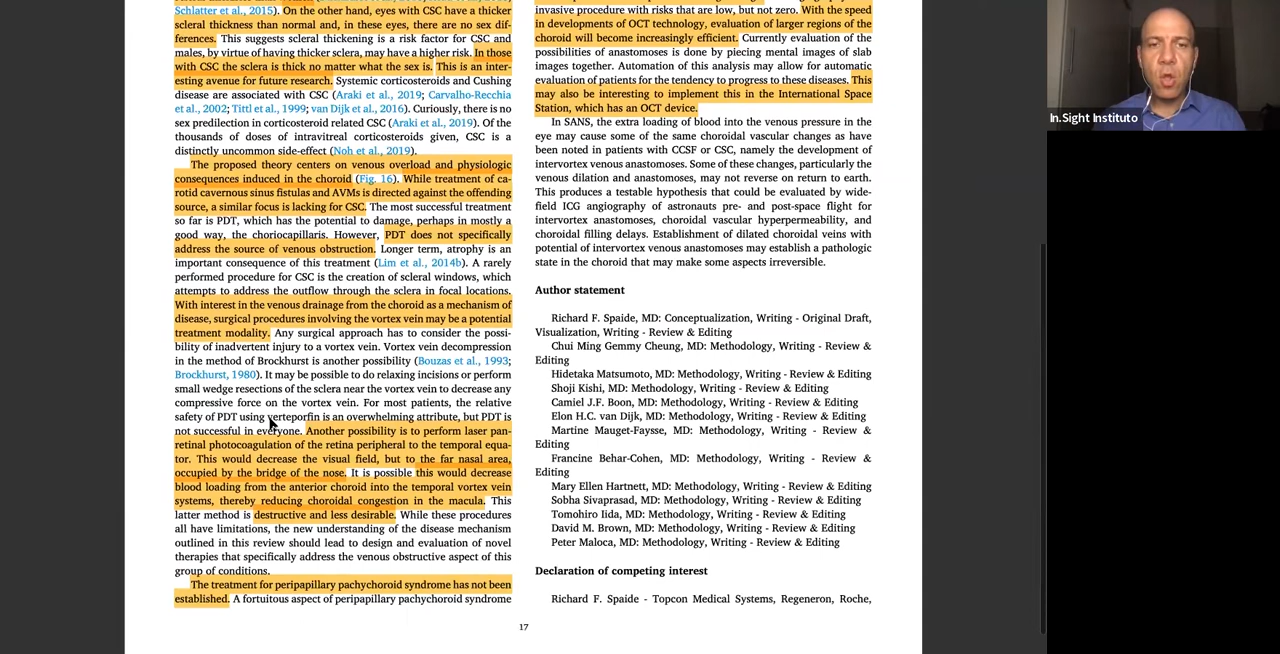 Schlatter et al., 2015). On the other hand, eyes with CSC have a thicker
scleral thickness than normal and, in these eyes, there are no sex dif-
ferences. This suggests scleral thickening is a risk factor for CSC and
males, by virtue of having thicker sclera, may have a higher risk. In those
with CSC the sclera is thick no matter what the sex is. This is an inter-
esting avenue for future research. Systemic corticosteroids and Cushing
disease are associated with CSC (Araki et al., 2019; Carvalho-Recchia
et al., 2002; Tittl et al., 1999; van Dijk et al., 2016). Curiously, there is no
sex predilection in corticosteroid related CSC (Araki et al., 2019). Of the
thousands of doses of intravitreal corticosteroids given, CSC is a
distinctly uncommon side-effect (Noh et al., 2019).
The proposed theory centers on venous overload and physiologic
consequences induced in the choroid (Fig. 16). While treatment of ca-
rotid cavernous sinus fistulas and AVMs is directed against the offending
source, a similar focus is lacking for CSC. The most successful treatment
so far is PDT, which has the potential to damage, perhaps in mostly a
good way, the choriocapillaris. However, PDT does not specifically
address the source of venous obstruction. Longer term, atrophy is an
important consequence of this treatment (Lim et al., 2014b). A rarely
performed procedure for CSC is the creation of scleral windows, which
attempts to address the outflow through the sclera in focal locations.
With interest in the venous drainage from the choroid as a mechanism of
disease, surgical procedures involving the vortex vein may be a potential
treatment modality. Any surgical approach has to consider the possi-
bility of inadvertent injury to a vortex vein. Vortex vein decompression
in the method of Brockhurst is another possibility (Bouzas et al., 1993;
Brockhurst, 1980). It may be possible to do relaxing incisions or perform
small wedge resections of the sclera near the vortex vein to decrease any
compressive force on the vortex vein. For most patients, the relative
safety of PDT using verteporfin is an overwhelming attribute, but PDT is
not successful in everyone. Another possibility is to perform laser pan-
retinal photocoagulation of the retina peripheral to the temporal equa-
tor. This would decrease the visual field, but to the far nasal area,
occupied by the bridge of the nose. It is possible this would decrease
blood loading from the anterior choroid into the temporal vortex vein
systems, thereby reducing choroidal congestion in the macula. This
latter method is destructive and less desirable. While these procedures
all have limitations, the new understanding of the disease mechanism
outlined in this review should lead to design and evaluation of novel
therapies that specifically address the venous obstructive aspect of this
group of conditions.
The treatment for peripapillary pachychoroid syndrome has not been
established. A fortuitous aspect of peripapillary pachychoroid syndrome
invasive procedure with risks that are low, but not zero. With the speed
in developments of OCT technology, evaluation of larger regions of the
choroid will become increasingly efficient. Currently evaluation of the
possibilities of anastomoses is done by piecing mental images of slab
images together. Automation of this analysis may allow for automatic
evaluation of patients for the tendency to progress to these diseases. This
may also be interesting to implement this in the International Space
Station, which has an OCT device.
In SANS, the extra loading of blood into the venous pressure in the
eye may cause some of the same choroidal vascular changes as have
been noted in patients with CCSF or CSC, namely the development of
intervortex venous anastomoses. Some of these changes, particularly the
venous dilation and anastomoses, may not reverse on return to earth.
This produces a testable hypothesis that could be evaluated by wide-
field ICG angiography of astronauts pre- and post-space flight for
intervortex anastomoses, choroidal vascular hyperpermeability, and
choroidal filling delays. Establishment of dilated choroidal veins with
potential of intervortex venous anastomoses may establish a pathologic
state in the choroid that may make some aspects irreversible.
Author statement
Richard F. Spaide, MD: Conceptualization, Writing - Original Draft,
Visualization, Writing - Review & Editing
Chui Ming Gemmy Cheung, MD: Methodology, Writing - Review &
Editing
Hidetaka Matsumoto, MD: Methodology, Writing - Review & Editing
Shoji Kishi, MD: Methodology, Writing - Review & Editing
Camiel J.F. Boon, MD: Methodology, Writing - Review & Editing
Elon H.C. van Dijk, MD: Methodology, Writing - Review & Editing
Martine Mauget-Faysse, MD: Methodology, Writing - Review &
Editing
Francine Behar-Cohen, MD: Methodology, Writing - Review &
Editing
Mary Ellen Hartnett, MD: Methodology, Writing - Review & Editing
Sobha Sivaprasad, MD: Methodology, Writing - Review & Editing
Tomohiro Iida, MD: Methodology, Writing - Review & Editing
David M. Brown, MD: Methodology, Writing - Review & Editing
Peter Maloca, MD: Methodology, Writing - Review & Editing
Declaration of competing interest
Richard F. Spaide - Topcon Medical Systems, Regeneron, Roche,
17
In.Sight Instituto